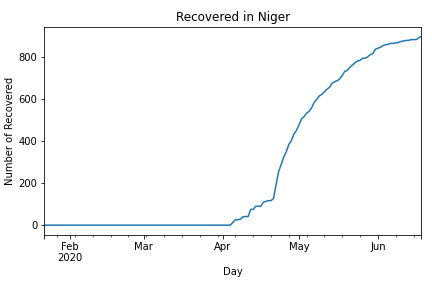 Recovered in Niger
Number of Recovered
800
600
400
200
0
Feb
2020
Mar
Apr
May
Jun
Day